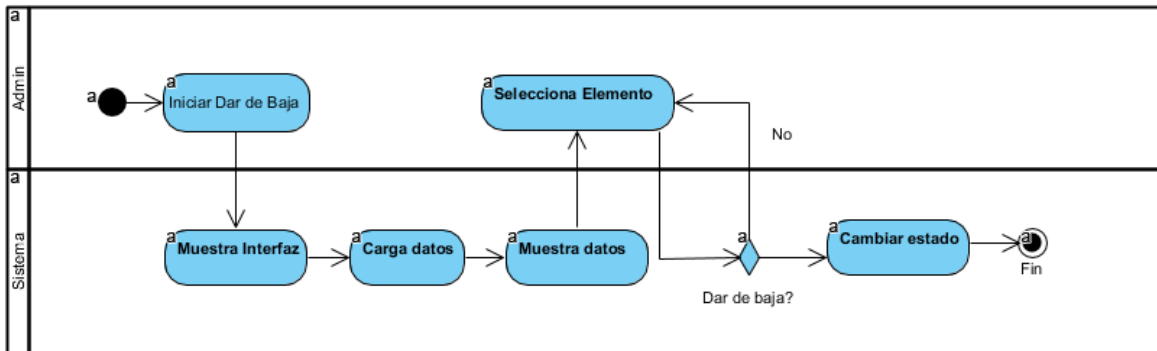 a
Admin
a
a
Iniciar Dar de Baja
a
Selecciona Elemento
No
a
Sistema
a
Muestra Interfaz
a
Carga datos
a
Muestra datos
a
Dar de baja?
a
Cambiar estado
a
Fin